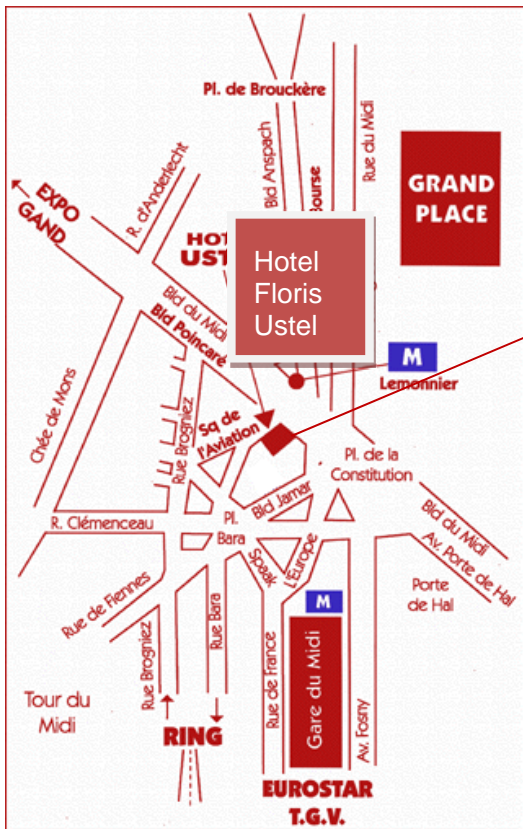 Pl. de Brouckère
Bld Anspach
Bourse
Rue du Midi
GRAND
PLACE
R. d'Anderlecht
EXPO
GAND
HOT
UST
Hotel
Floris
Ustel
Bld du Midi
Bld Poincaré
M
Lemonnier
Chée de Mons
Rue Brogniez
Sq de
l'Aviation
Pl. de la
Constitution
Bld Jamar
R. Clémenceau
Pl.
Bara
Bld du Midi
Av. Porte de Hal
Spaak
L'Europe
Porte
de Hal
Rue de Fiennes
M
Rue Brogniez
Rue Bara
Rue de France
Gare du Midi
Av. Fosny
Tour du
Midi
RING
EUROSTAR
T.G.V.